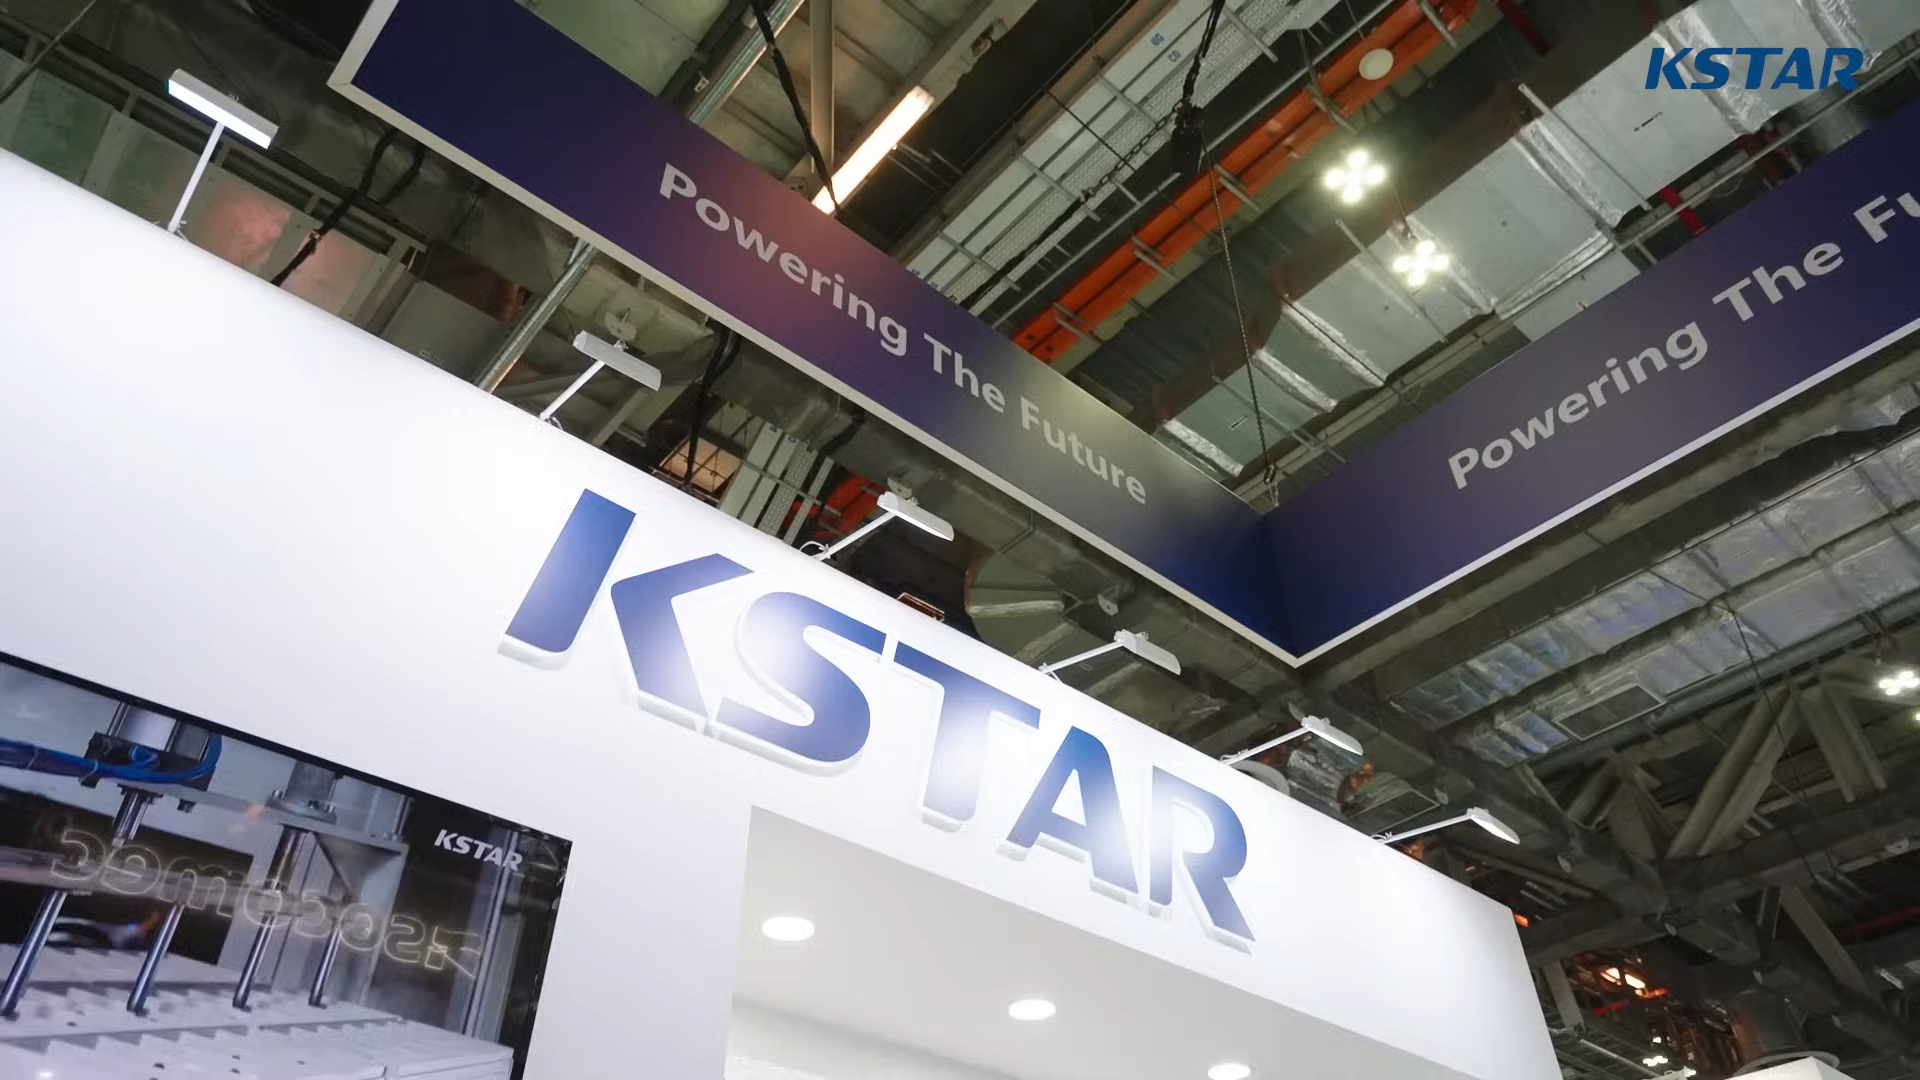 KSTAR
Powering The Future
Powering The Fu
KSTAR
KSTAR